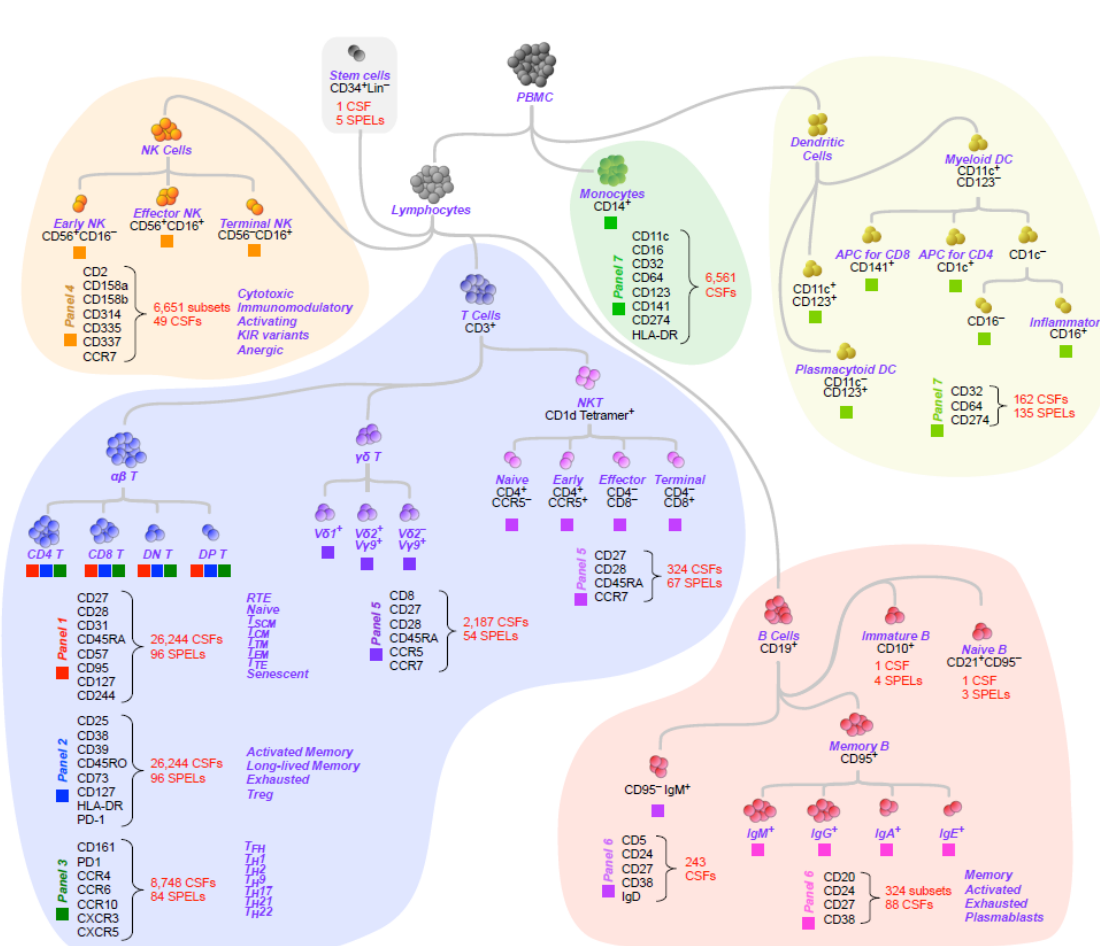 Stem cells
CD34⁺Lin⁻
1 CSF
5 SPELs
PBMC
NK Cells
Early NK
CD56⁺CD16⁻
Effector NK
CD56⁺CD16⁺
Terminal NK
CD56⁻CD16⁺
Panel 4
CD2
CD158a
CD158b
CD314
CD335
CD337
CCR7
6,651 subsets
49 CSFs
Cytotoxic
Immunomodulatory
Activating
KIR variants
Anergic
Lymphocytes
Monocytes
CD14⁺
Panel 7
CD11c
CD16
CD32
CD64
CD123
CD141
CD274
HLA-DR
6,561
CSFs
Dendritic
Cells
Myeloid DC
CD11c⁺
CD123⁻
APC for CD8
CD141⁺
APC for CD4
CD1c⁺
CD1c⁻
CD11c⁺
CD123⁺
CD16⁻
Inflammator
CD16⁺
Plasmacytoid DC
CD11c⁻
CD123⁺
Panel 7
CD32
CD64
CD274
162 CSFs
135 SPELs
T Cells
CD3⁺
αβ T
CD4 T
CD8 T
DN T
DP T
γδ T
Vδ1⁺
Vδ2⁺
Vγ9⁺
Vδ2⁻
Vγ9⁺
NKT
CD1d Tetramer⁺
Naive
CD4⁺
CCR5⁻
Early
CD4⁺
CCR5⁺
Effector
CD4⁻
CD8⁻
Terminal
CD4⁻
CD8⁺
Panel 5
CD27
CD28
CD45RA
CCR7
324 CSFs
67 SPELs
Panel 5
CD8
CD27
CD28
CD45RA
CCR5
CCR7
2,187 CSFs
54 SPELs
Panel 1
CD27
CD28
CD31
CD45RA
CD57
CD95
CD127
CD244
26,244 CSFs
96 SPELs
RTE
Naive
T_SCM
T_CM
T_TM
T_EM
T_TE
Senescent
Panel 2
CD25
CD38
CD39
CD45RO
CD73
CD127
HLA-DR
PD-1
26,244 CSFs
96 SPELs
Activated Memory
Long-lived Memory
Exhausted
Treg
Panel 3
CD161
PD1
CCR4
CCR6
CCR10
CXCR3
CXCR5
8,748 CSFs
84 SPELs
T_FH
T_H1
T_H2
T_H9
T_H17
T_H21
T_H22
B Cells
CD19⁺
Immature B
CD10⁺
1 CSF
4 SPELs
Naive B
CD21⁺CD95⁻
1 CSF
3 SPELs
Memory B
CD95⁺
CD95⁻ IgM⁺
IgM⁺
IgG⁺
IgA⁺
IgE⁺
Panel 6
CD5
CD24
CD27
CD38
IgD
243
CSFs
Panel 6
CD20
CD24
CD27
CD38
324 subsets
88 CSFs
Memory
Activated
Exhausted
Plasmablasts